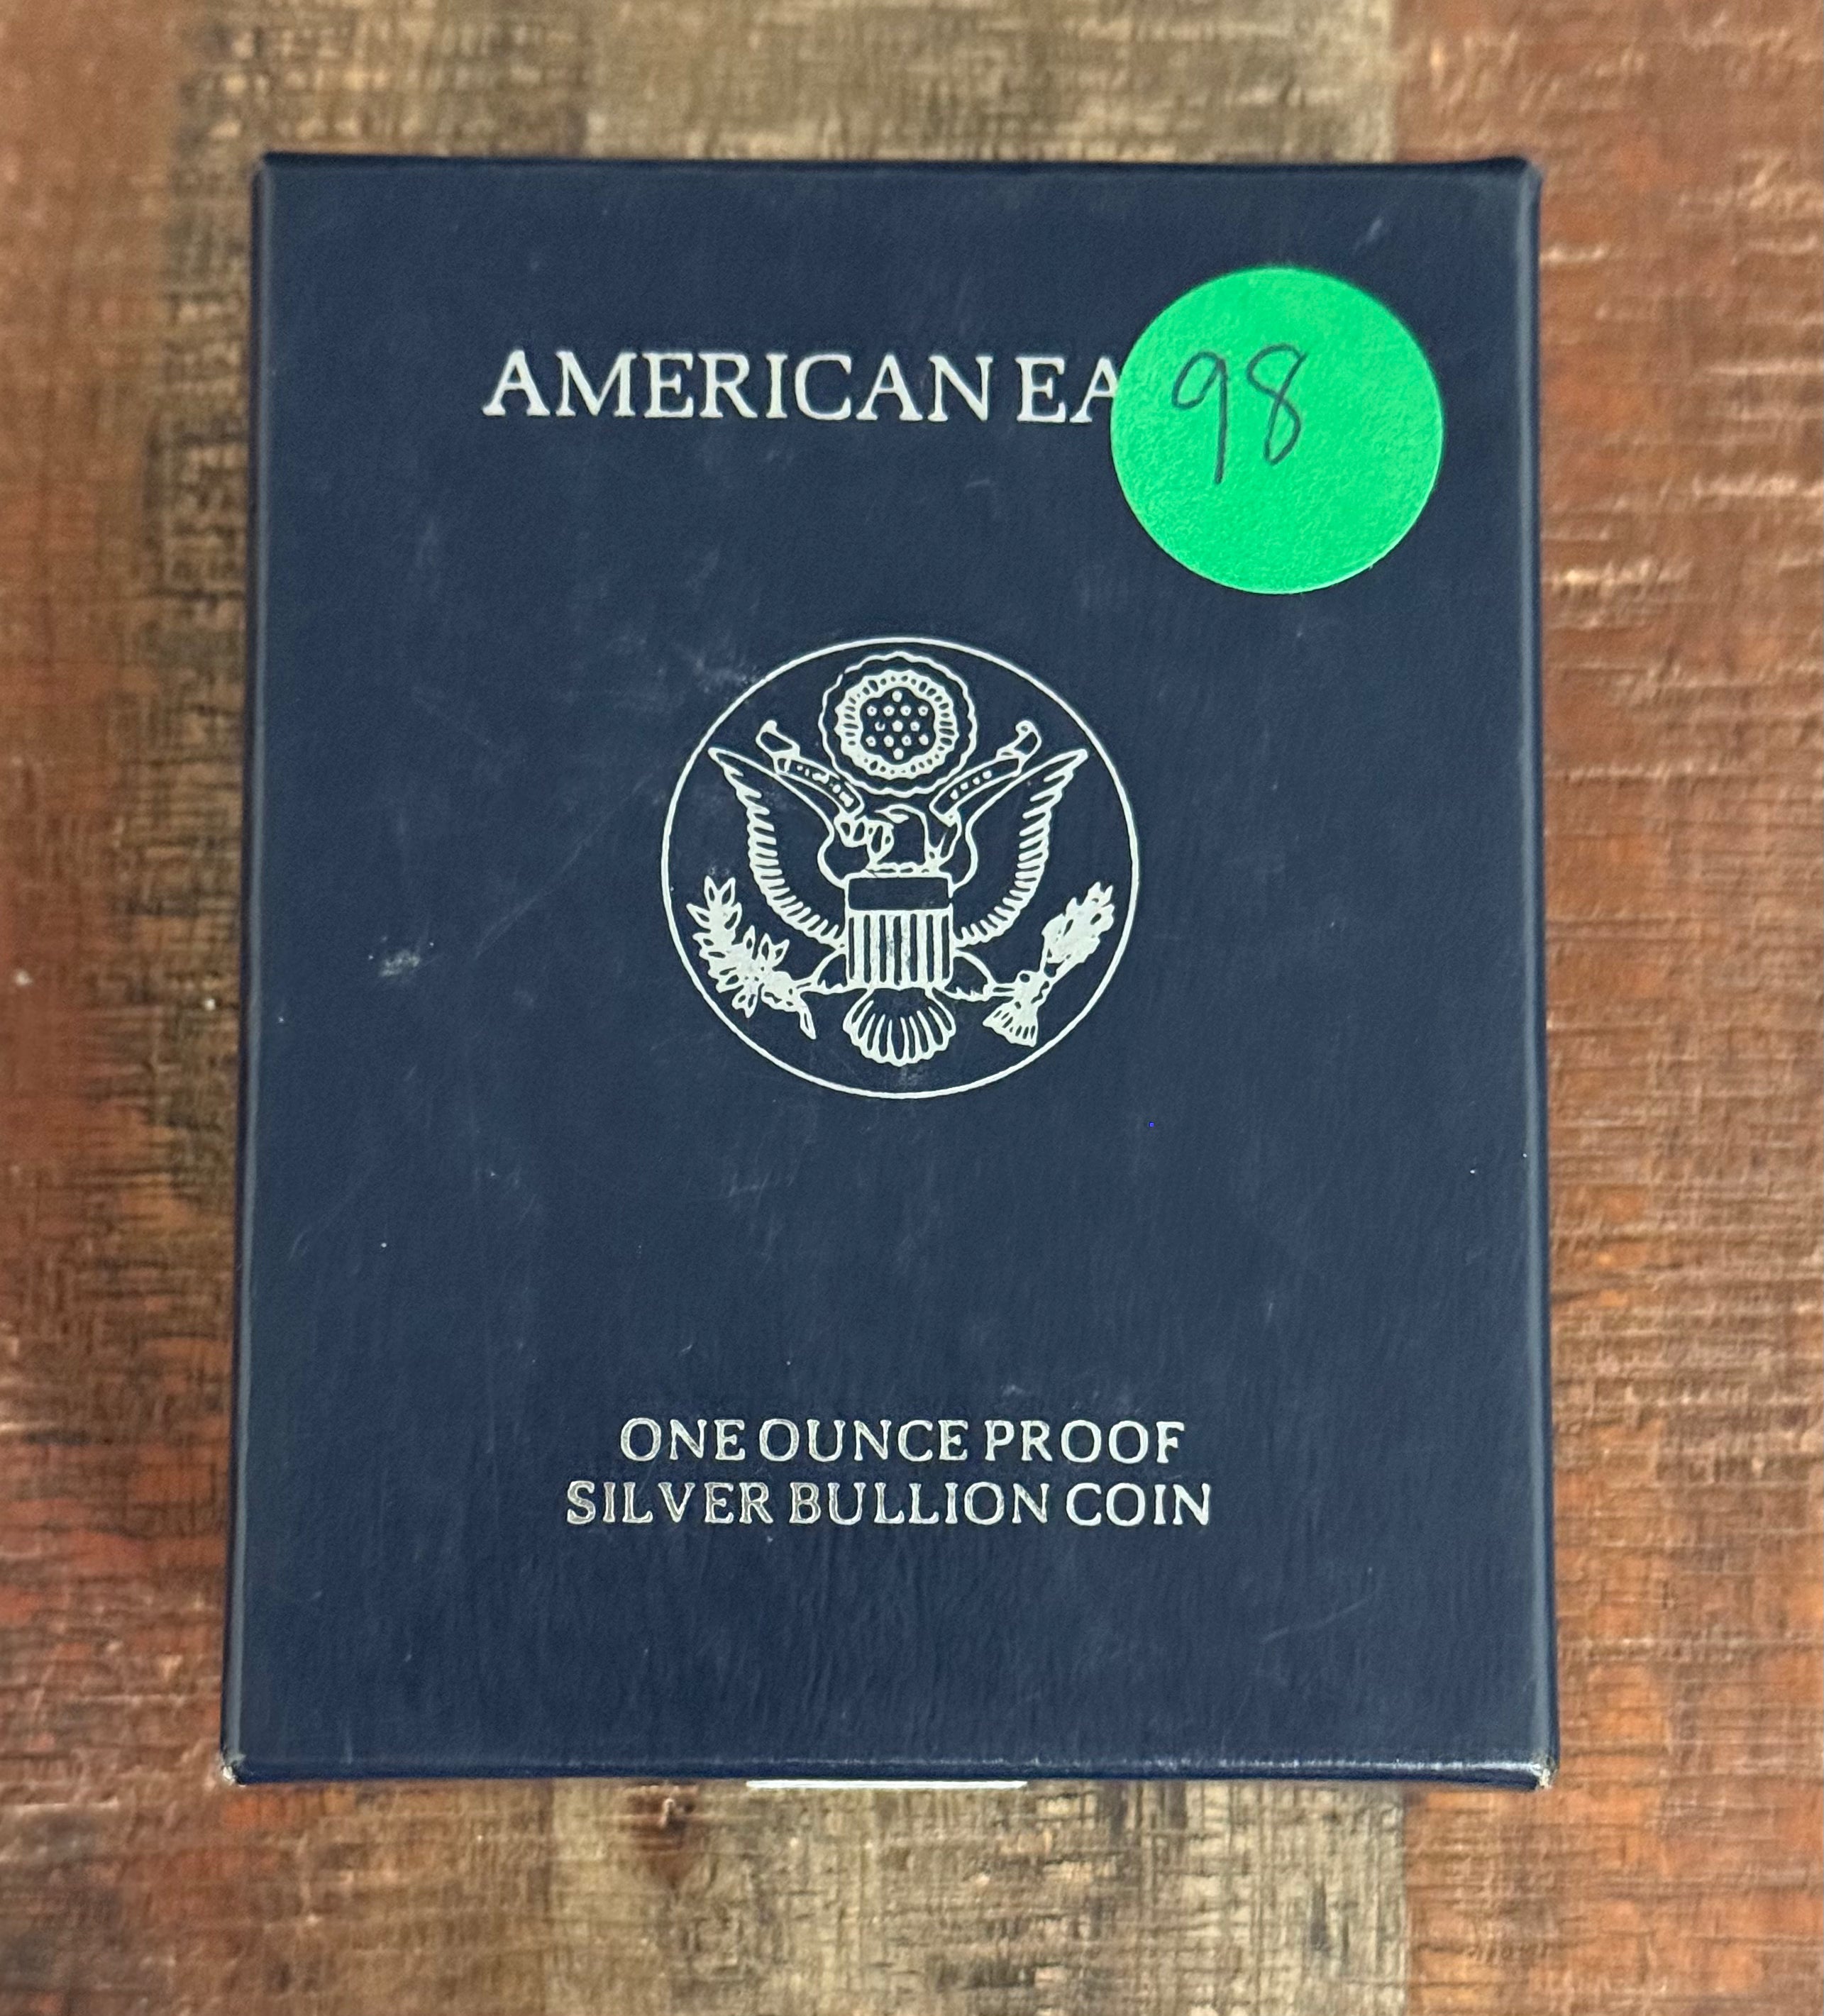 AMERICAN EA
98
ONE OUNCE PROOF
SILVER BULLION COIN